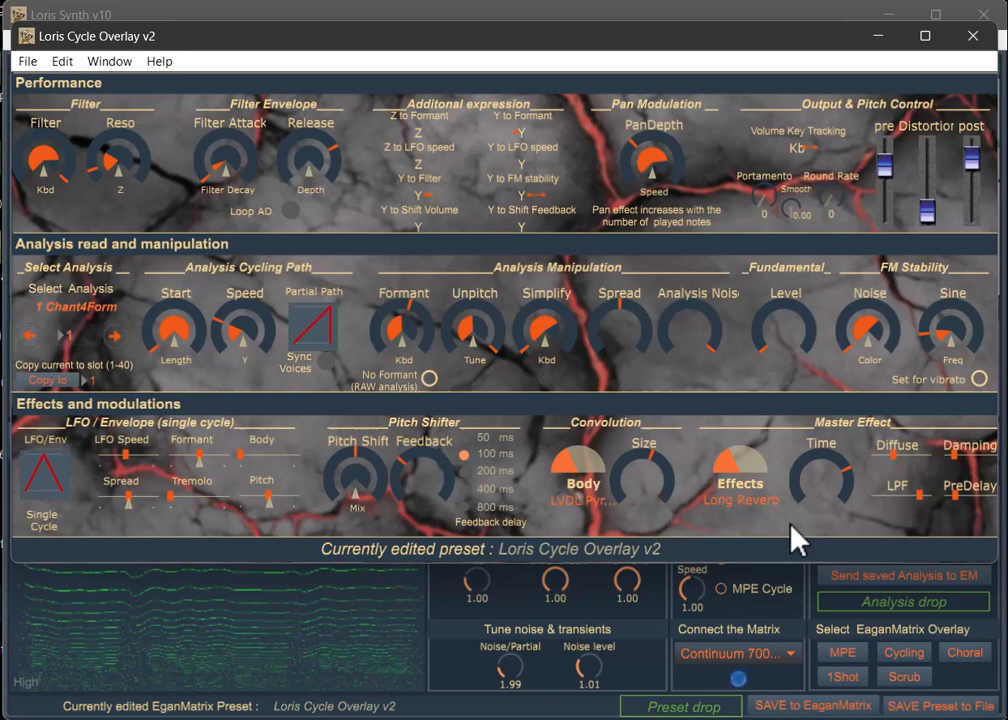 Loris Synth v10
Loris Cycle Overlay v2
File Edit Window Help
Performance
Filter Filter Envelope Additonal expression Pan Modulation Output & Pitch Control
Filter Reso Filter Attack Release Z to Formant Y to Formant PanDepth Volume Key Tracking pre Distortion post
Z Y Kb
Z to LFO speed Y to LFO speed
Z Y
Kbd Z Filter Decay Depth Y to Filter Y to FM stability Speed Portamento Smooth Round Rate
Y Y
Loop AD Y to Shift Volume Y to Shift Feedback Pan effect increases with the number of played notes 0 0.00 0
Y Y
Analysis read and manipulation
Select Analysis Analysis Cycling Path Analysis Manipulation Fundamental FM Stability
Select Analysis Start Speed Partial Path Formant Unpitch Simplify Spread Analysis Nois Level Noise Sine
1 Chant4Form
1
Length Y Sync Voices Kbd Tune Kbd Color Freq
Copy current to slot (1-40) No Formant (RAW analysis) Set for vibrato
Copy to 1
Effects and modulations
LFO / Envelope (single cycle) Pitch Shifter Convolution Master Effect
LFO/Env LFO Speed Formant Body Pitch Shift Feedback 50 ms Size Time Diffuse Damping
100 ms
200 ms
Spread Tremolo Pitch 400 ms Body Effects LPF PreDelay
LVDL Pyr... Long Reverb
Single Cycle Mix 800 ms
Feedback delay
Currently edited preset : Loris Cycle Overlay v2
Speed Send saved Analysis to EM
1.00 1.00 1.00 1.00 MPE Cycle Analysis drop
Tune noise & transients Connect the Matrix Select EaganMatrix Overlay
Noise/Partial Noise level Continuum 700... MPE Cycling Choral
High 1.99 1.01 1Shot Scrub
Currently edited EganMatrix Preset : Loris Cycle Overlay v2 Preset drop SAVE to EaganMatrix SAVE Preset to File